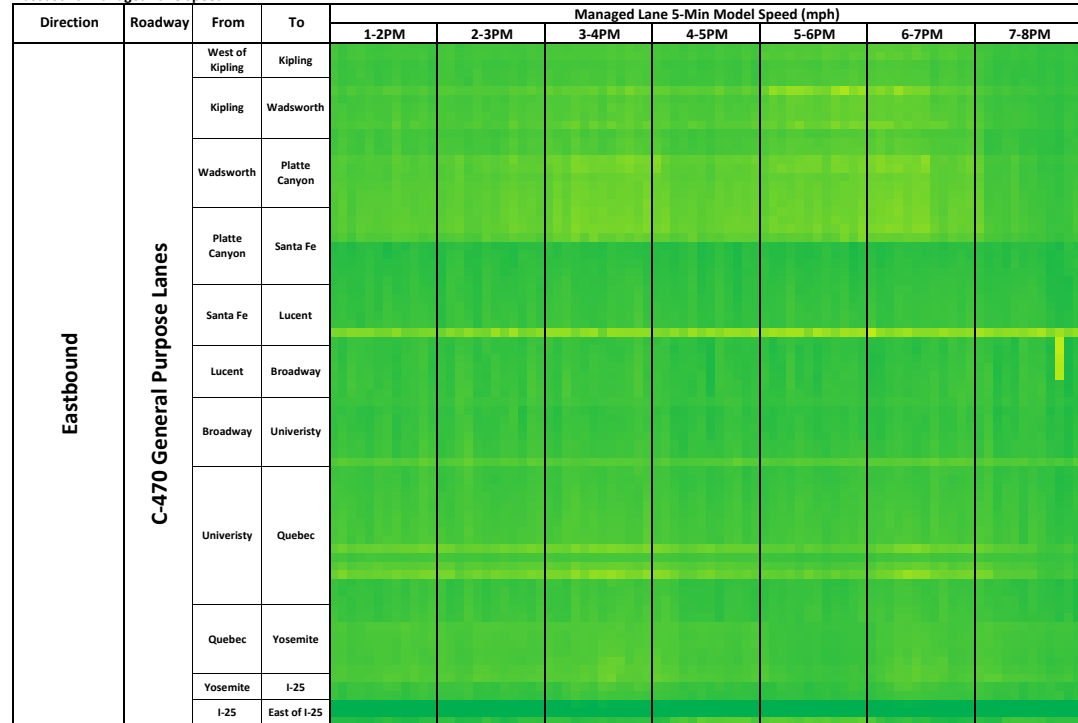 Direction Roadway From To Managed Lane 5-Min Model Speed (mph)
1-2PM 2-3PM 3-4PM 4-5PM 5-6PM 6-7PM 7-8PM
Eastbound
C-470 General Purpose Lanes
West of
Kipling
Kipling
Kipling Wadsworth
Wadsworth
Platte
Canyon
Platte
Canyon
Santa Fe
Santa Fe Lucent
Lucent Broadway
Broadway Univeristy
Univeristy Quebec
Quebec Yosemite
Yosemite I-25
I-25 East of I-25